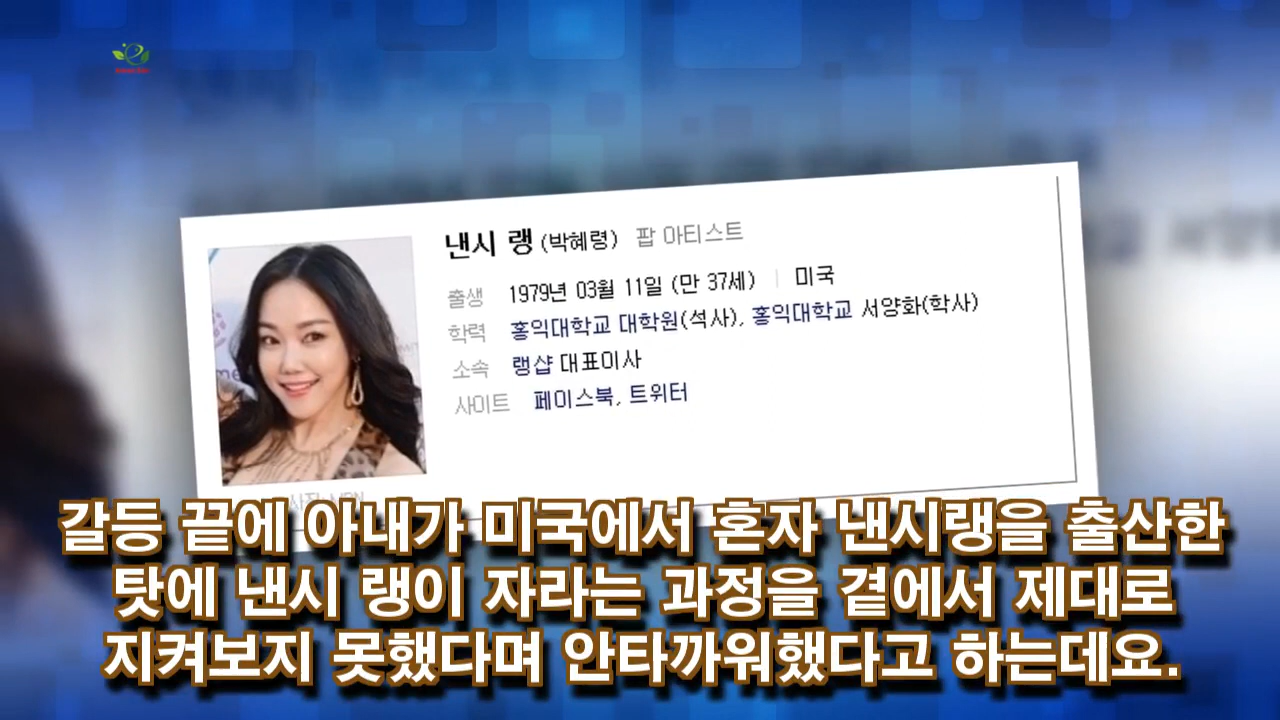 낸시 랭 (박혜령) 팝 아티스트
출생 1979년 03월 11일 (만 37세) | 미국
학력 홍익대학교 대학원(석사), 홍익대학교 서양화(학사)
소속 랭샵 대표이사
사이트 페이스북, 트위터
갈등 끝에 아내가 미국에서 혼자 낸시랭을 출산한
탓에 낸시 랭이 자라는 과정을 곁에서 제대로
지켜보지 못했다며 안타까워했다고 하는데요.